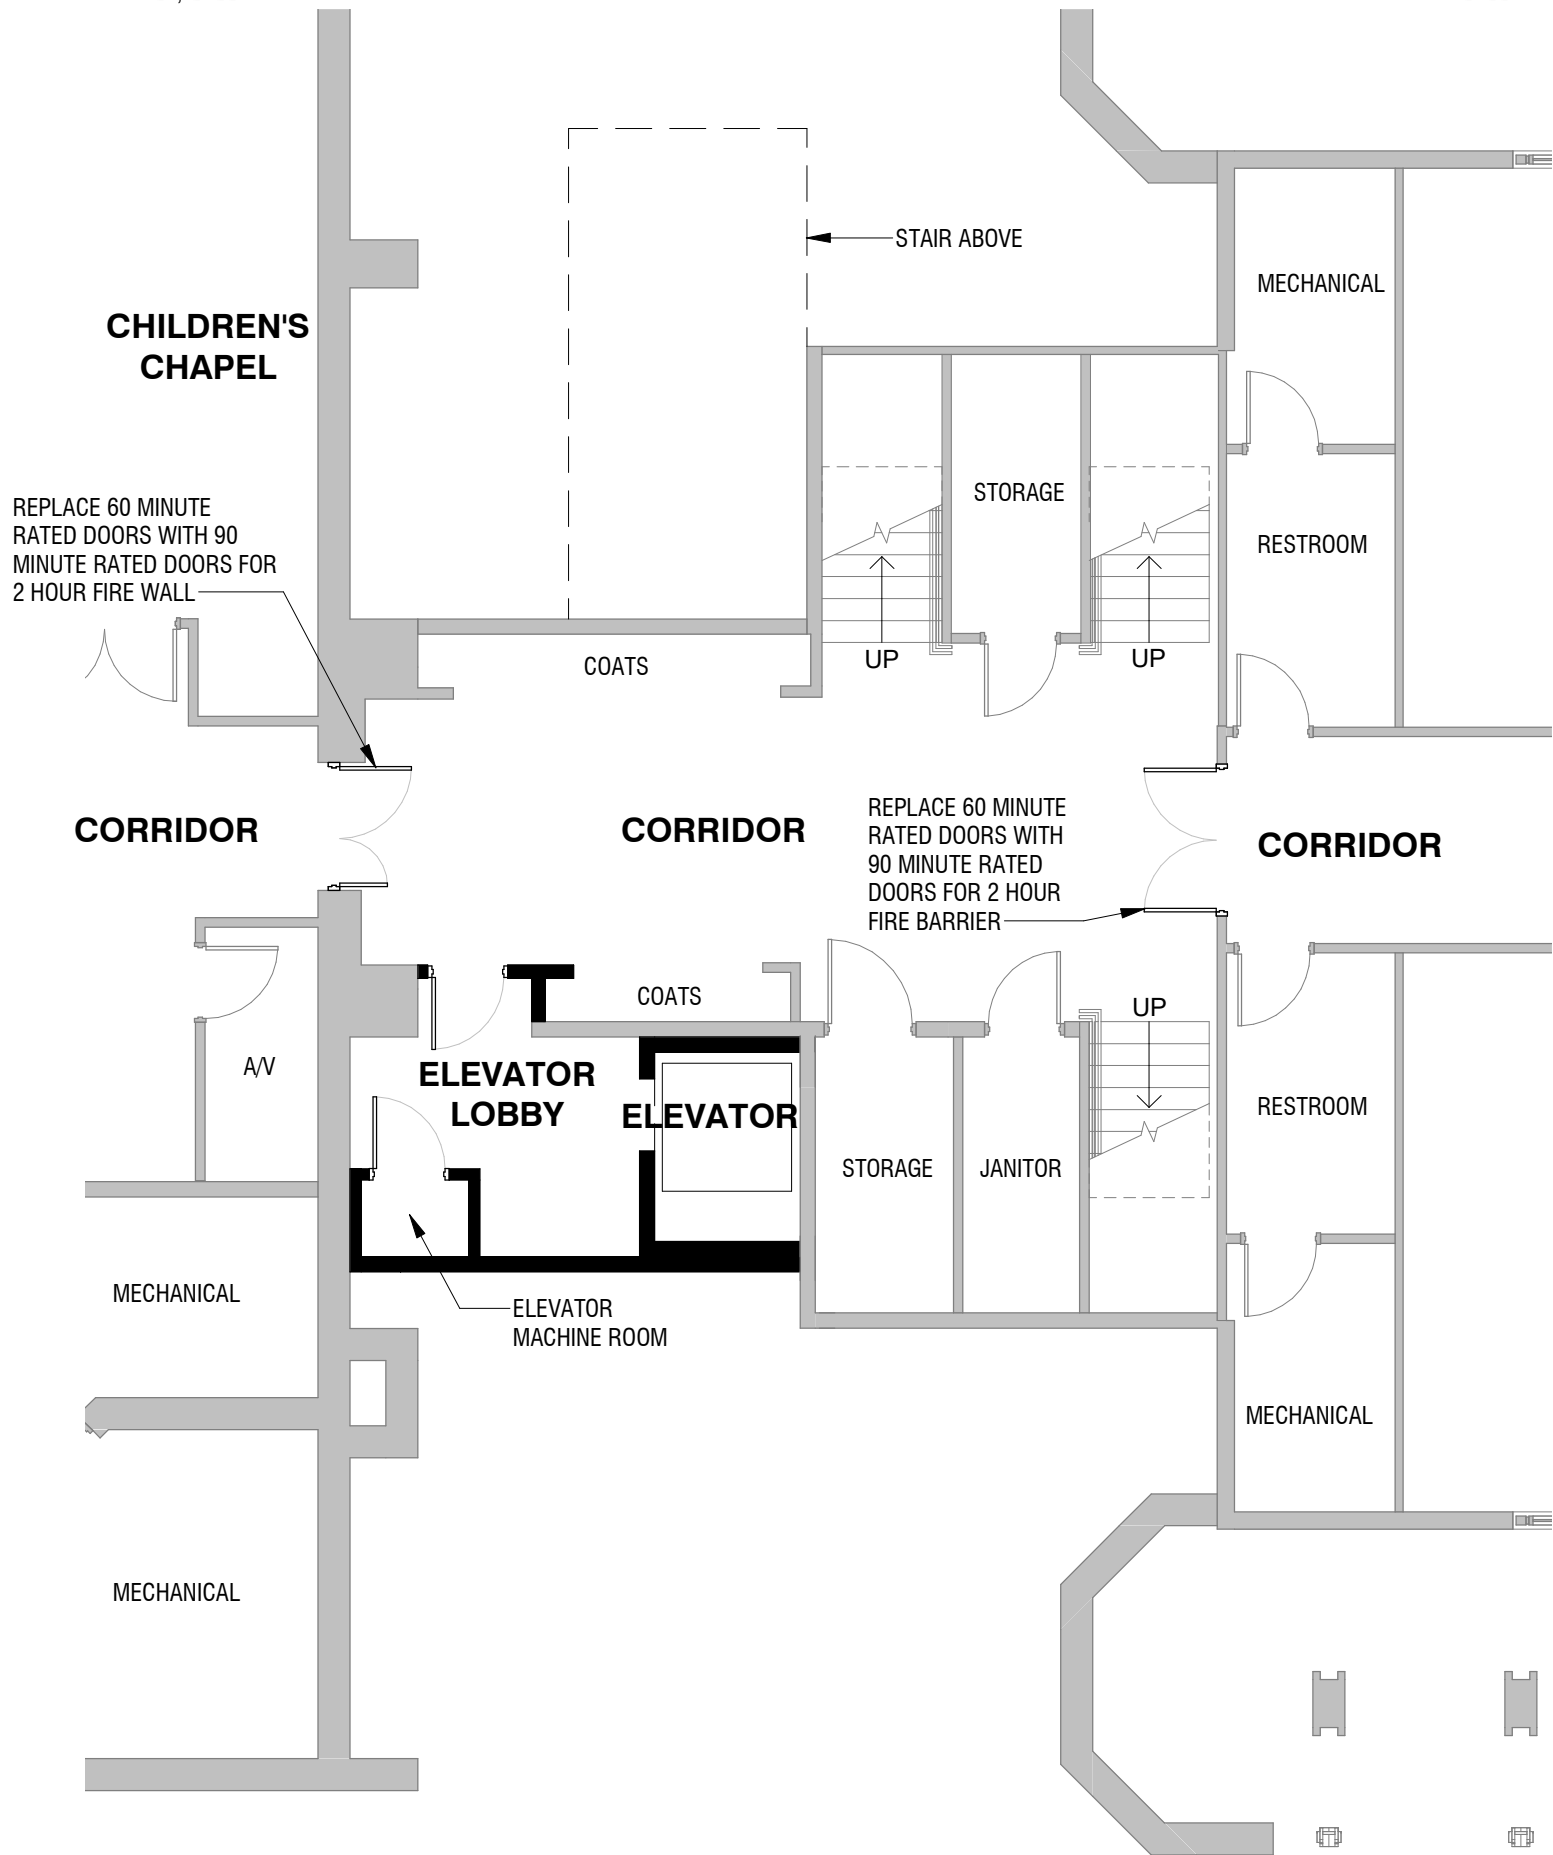 STAIR ABOVE
MECHANICAL
CHILDREN'S
CHAPEL
REPLACE 60 MINUTE
RATED DOORS WITH 90
MINUTE RATED DOORS FOR
2 HOUR FIRE WALL
STORAGE
RESTROOM
COATS
UP
UP
CORRIDOR
CORRIDOR
REPLACE 60 MINUTE
RATED DOORS WITH
90 MINUTE RATED
DOORS FOR 2 HOUR
FIRE BARRIER
CORRIDOR
COATS
UP
A/V
ELEVATOR
LOBBY
ELEVATOR
RESTROOM
STORAGE
JANITOR
MECHANICAL
ELEVATOR
MACHINE ROOM
MECHANICAL
MECHANICAL